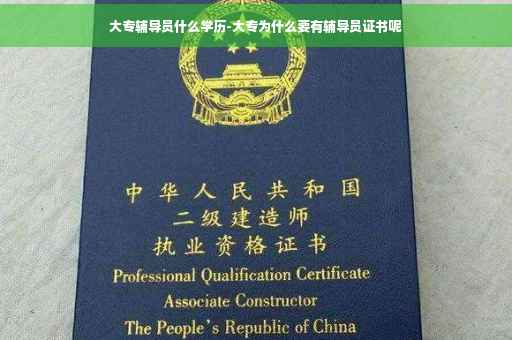 大专辅导员什么学历-大专为什么要有辅导员证书呢
中华人民共和国
二级建造师
执业资格证书
Professional Qualification Certificate
Associate Constructor
The People's Republic of China